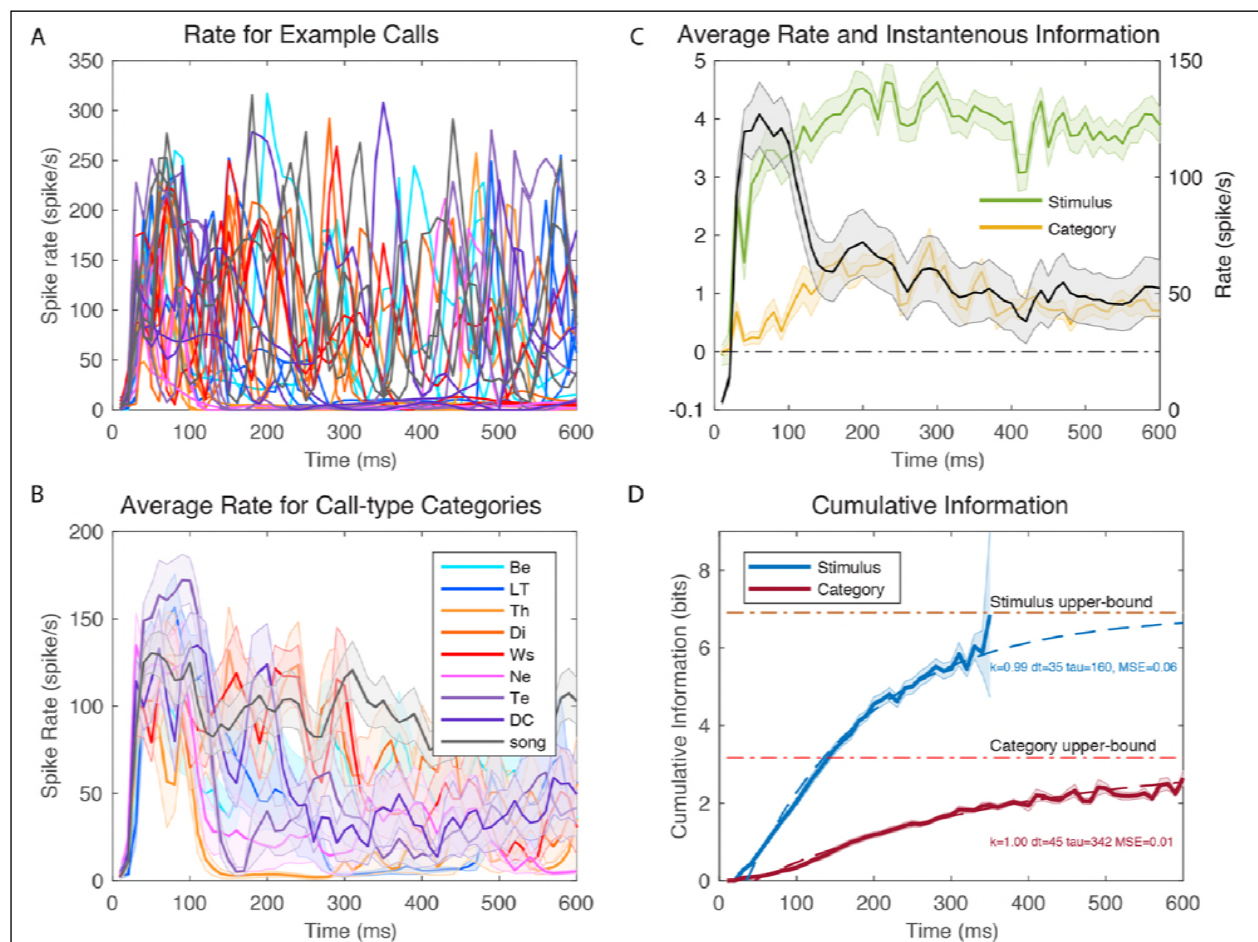 A
Rate for Example Calls
350
300
250
200
150
100
50
0
Spike rate (spike/s)
0
100
200
300
400
500
600
Time (ms)
C
Average Rate and Instantenous Information
5
4
3
2
1
0
-0.1
150
100
50
0
Rate (spike/s)
Stimulus
Category
0
100
200
300
400
500
600
Time (ms)
B
Average Rate for Call-type Categories
200
150
100
50
0
Spike Rate (spike/s)
Be
LT
Th
Di
Ws
Ne
Te
DC
song
0
100
200
300
400
500
600
Time (ms)
D
Cumulative Information
8
6
4
2
0
Cumulative Information (bits)
Stimulus
Category
Stimulus upper-bound
k=0.99 dt=35 tau=160, MSE=0.06
Category upper-bound
k=1.00 dt=45 tau=342 MSE=0.01
0
100
200
300
400
500
600
Time (ms)